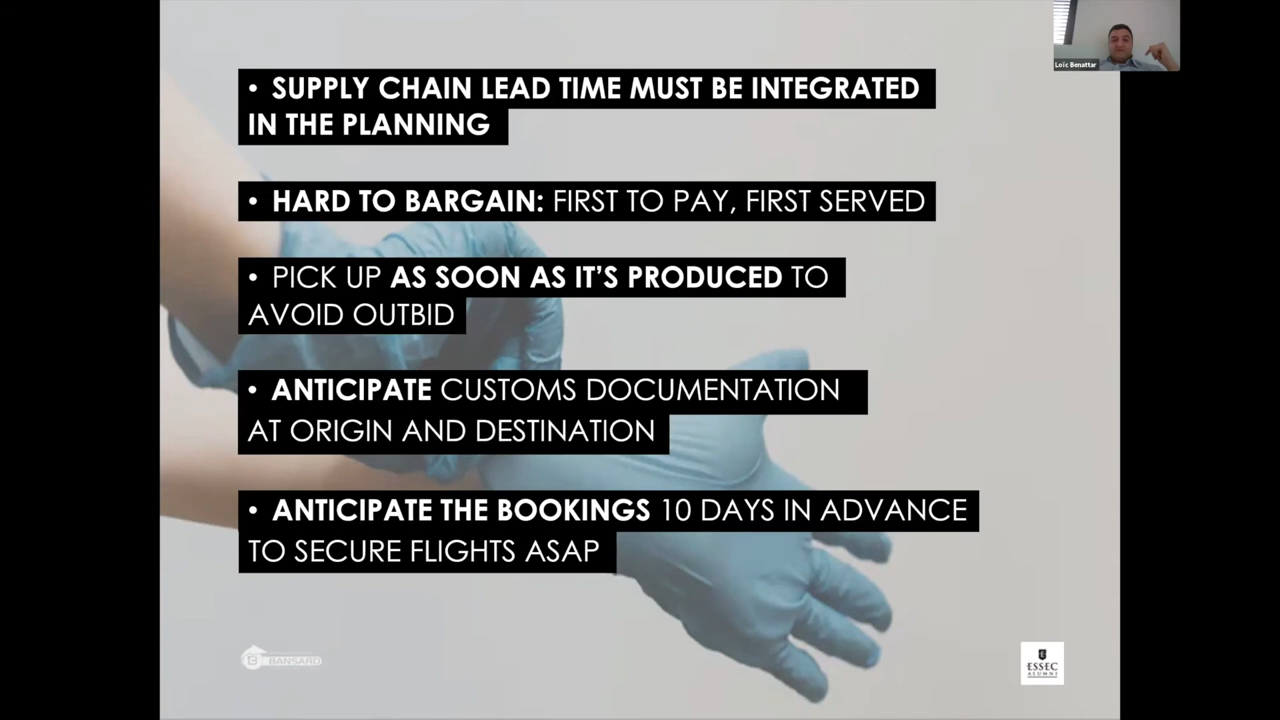 Loïc Benattar
• SUPPLY CHAIN LEAD TIME MUST BE INTEGRATED
IN THE PLANNING
• HARD TO BARGAIN: FIRST TO PAY, FIRST SERVED
• PICK UP AS SOON AS IT’S PRODUCED TO
AVOID OUTBID
• ANTICIPATE CUSTOMS DOCUMENTATION
AT ORIGIN AND DESTINATION
• ANTICIPATE THE BOOKINGS 10 DAYS IN ADVANCE
TO SECURE FLIGHTS ASAP
BANSARD
ESSEC
ALUMNI